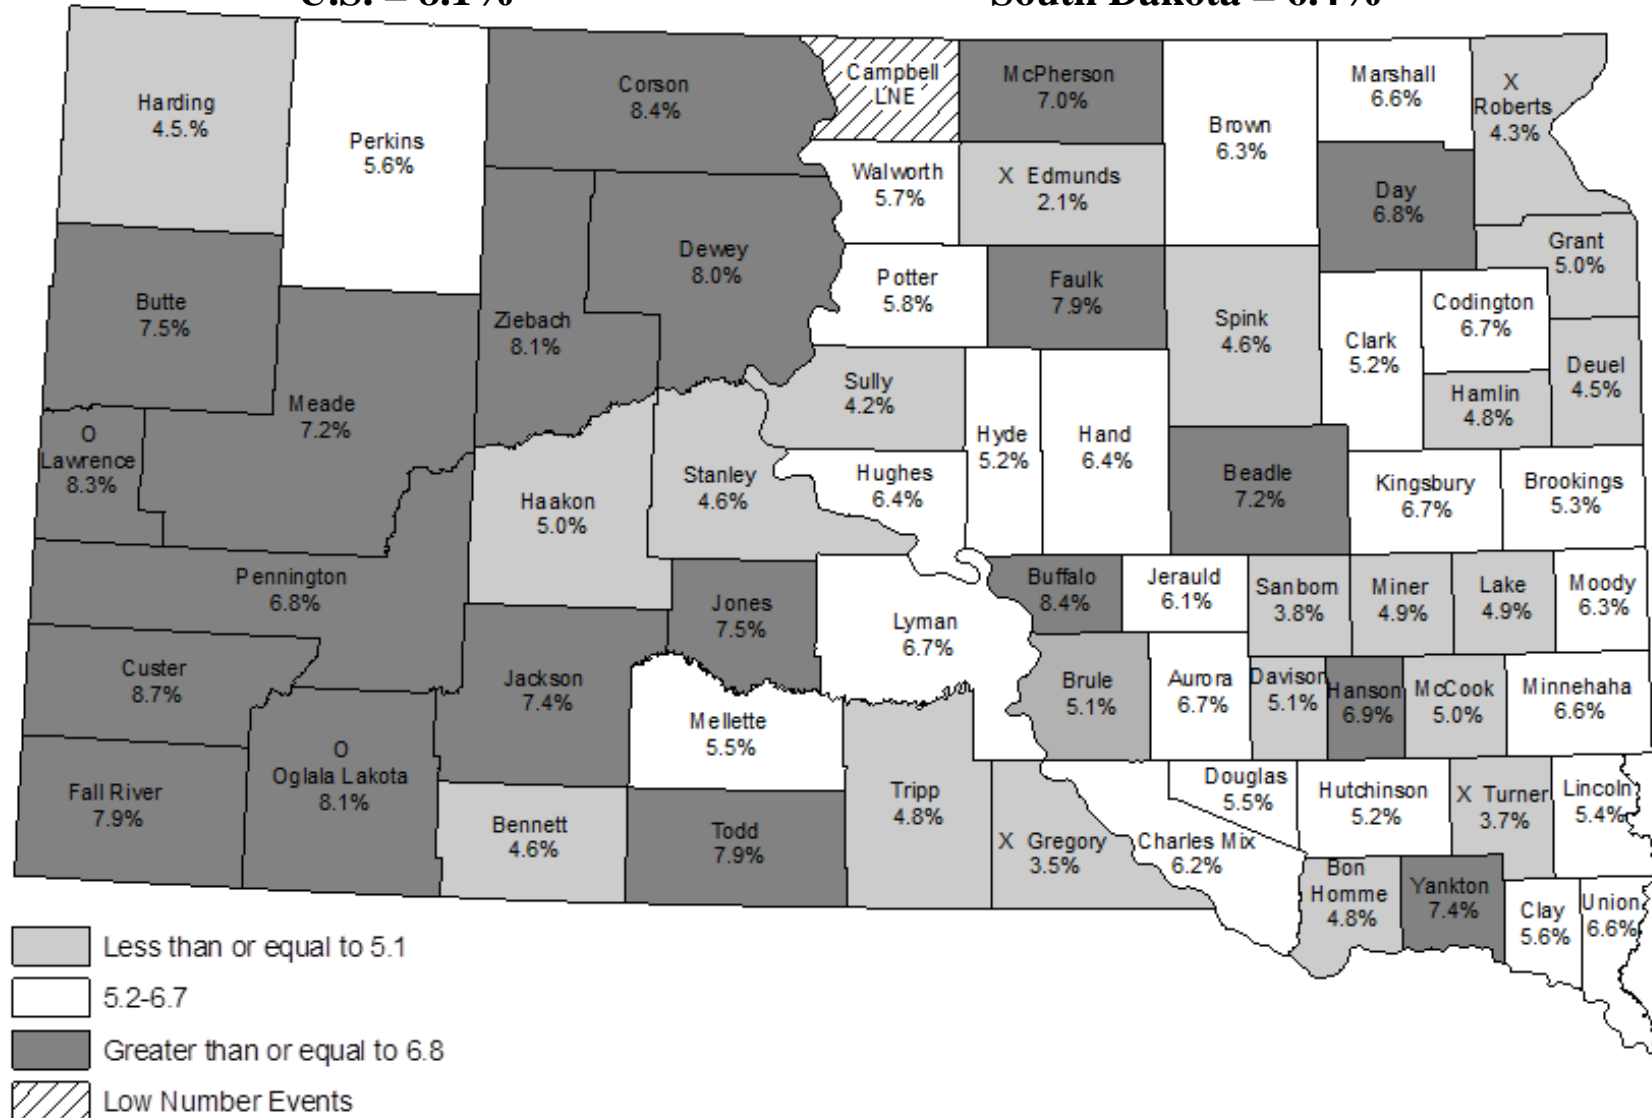 U.S. = 8.1%
South Dakota = 6.4%
Harding
4.5.%
Perkins
5.6%
Corson
8.4%
Campbell
LNE
McPherson
7.0%
Brown
6.3%
Marshall
6.6%
X
Roberts
4.3%
Walworth
5.7%
X Edmunds
2.1%
Day
6.8%
Grant
5.0%
Butte
7.5%
Ziebach
8.1%
Dewey
8.0%
Potter
5.8%
Faulk
7.9%
Spink
4.6%
Clark
5.2%
Codington
6.7%
Deuel
4.5%
Hamlin
4.8%
Meade
7.2%
O
Lawrence
8.3%
Sully
4.2%
Hyde
5.2%
Hand
6.4%
Haakon
5.0%
Stanley
4.6%
Hughes
6.4%
Beadle
7.2%
Kingsbury
6.7%
Brookings
5.3%
Pennington
6.8%
Jones
7.5%
Lyman
6.7%
Buffalo
8.4%
Jerauld
6.1%
Sanborn
3.8%
Miner
4.9%
Lake
4.9%
Moody
6.3%
Custer
8.7%
Jackson
7.4%
Mellette
5.5%
Brule
5.1%
Aurora
6.7%
Davison
5.1%
Hanson
6.9%
McCook
5.0%
Minnehaha
6.6%
Fall River
7.9%
O
Oglala Lakota
8.1%
Bennett
4.6%
Todd
7.9%
Tripp
4.8%
X Gregory
3.5%
Charles Mix
6.2%
Douglas
5.5%
Hutchinson
5.2%
X Turner
3.7%
Lincoln
5.4%
Bon
Homme
4.8%
Yankton
7.4%
Clay
5.6%
Union
6.6%
Less than or equal to 5.1
5.2-6.7
Greater than or equal to 6.8
Low Number Events